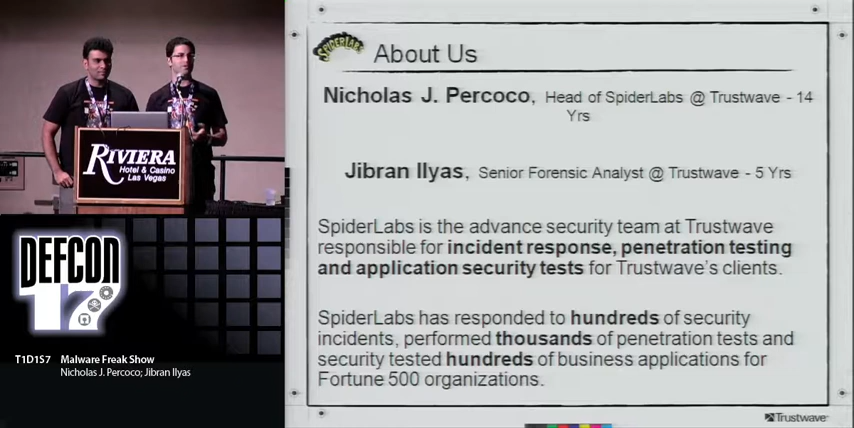 SPIDERLABS
About Us
Nicholas J. Percoco, Head of SpiderLabs @ Trustwave - 14
Yrs
Jibran Ilyas, Senior Forensic Analyst @ Trustwave - 5 Yrs
SpiderLabs is the advance security team at Trustwave
responsible for incident response, penetration testing
and application security tests for Trustwave's clients.
SpiderLabs has responded to hundreds of security
incidents, performed thousands of penetration tests and
security tested hundreds of business applications for
Fortune 500 organizations.
Trustwave
RIVIERA
Hotel & Casino
Las Vegas
DEFCON
17
T1D1S7 Malware Freak Show
Nicholas J. Percoco; Jibran Ilyas